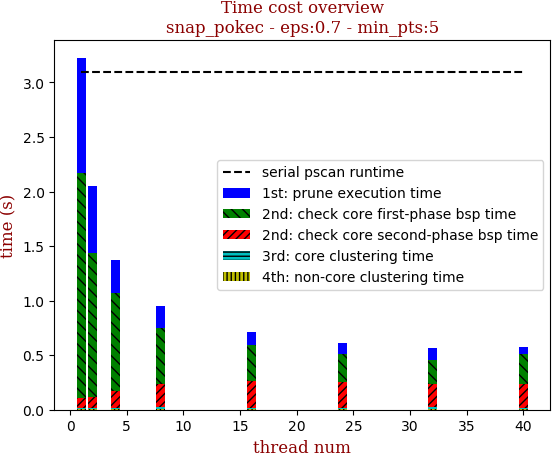 Time cost overview
snap_pokec - eps:0.7 - min_pts:5
time (s)
3.0
2.5
2.0
1.5
1.0
0.5
0.0
serial pscan runtime
1st: prune execution time
2nd: check core first-phase bsp time
2nd: check core second-phase bsp time
3rd: core clustering time
4th: non-core clustering time
0 5 10 15 20 25 30 35 40
thread num